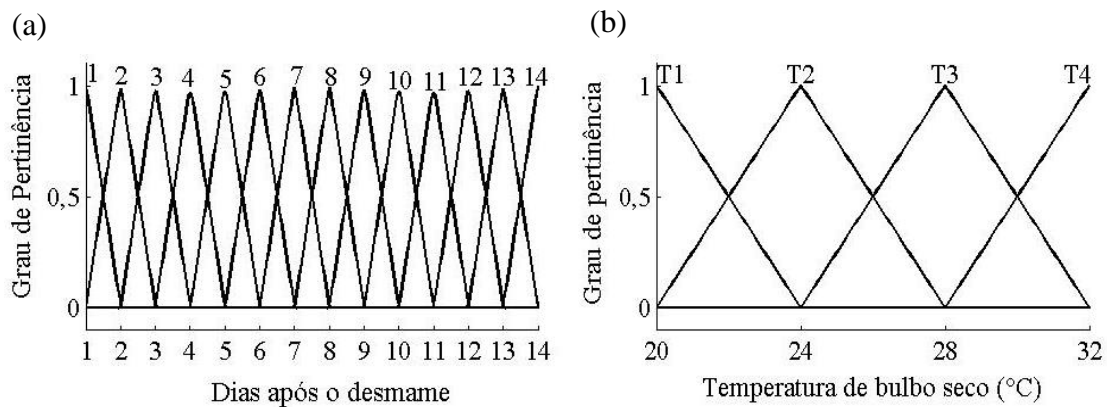 (a)
1 2 3 4 5 6 7 8 9 10 11 12 13 14
1
0,5
0
Grau de Pertinência
1 2 3 4 5 6 7 8 9 10 11 12 13 14
Dias após o desmame
(b)
T1 T2 T3 T4
1
0,5
0
Grau de pertinência
20 24 28 32
Temperatura de bulbo seco (°C)